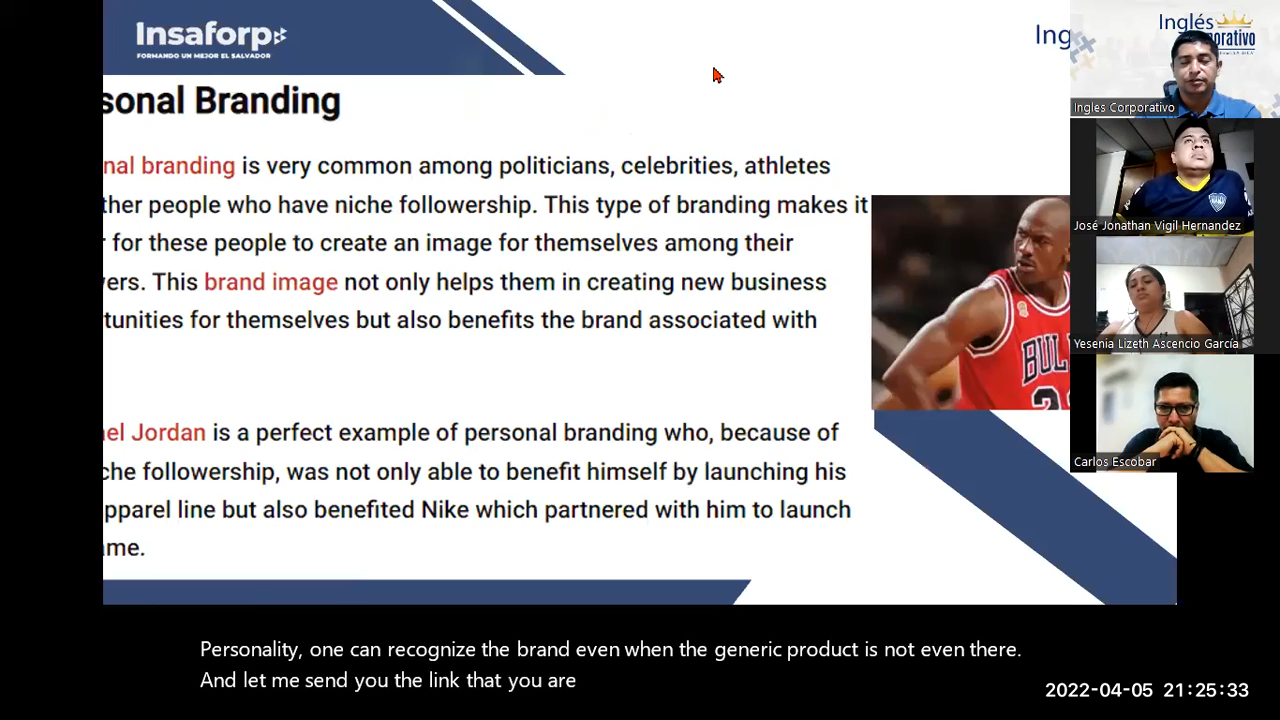 Insaforp
FORMANDO UN MEJOR EL SALVADOR
Ing
Inglés
Ingles Corporativo
sonal Branding
nal branding is very common among politicians, celebrities, athletes
ther people who have niche followership. This type of branding makes it
for these people to create an image for themselves among their
ers. This brand image not only helps them in creating new business
tunities for themselves but also benefits the brand associated with
el Jordan is a perfect example of personal branding who, because of
che followership, was not only able to benefit himself by launching his
pparel line but also benefited Nike which partnered with him to launch
ame.
BUL
José Jonathan Vigil Hernandez
Yesenia Lizeth Ascencio García
Carlos Escobar
Personality, one can recognize the brand even when the generic product is not even there.
And let me send you the link that you are
2022-04-05 21:25:33